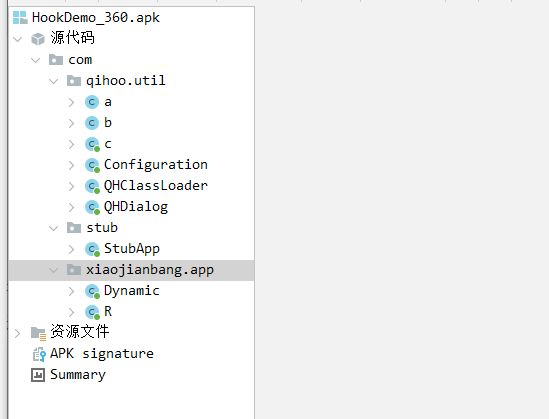 HookDemo_360.apk
源代码
com
qihoo.util
a
b
c
Configuration
QHClassLoader
QHDialog
stub
StubApp
xiaojianbang.app
Dynamic
R
资源文件
APK signature
Summary